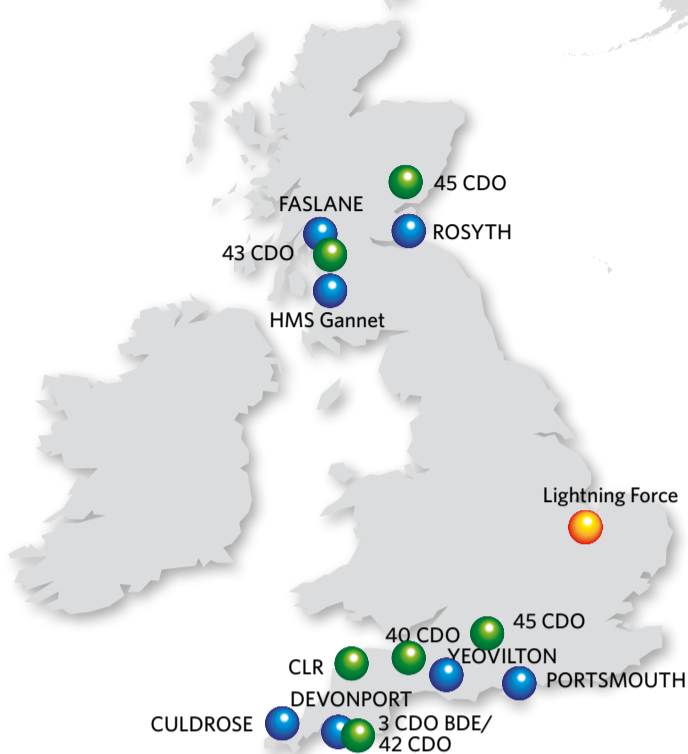 45 CDO
FASLANE
ROSYTH
43 CDO
HMS Gannet
Lightning Force
45 CDO
40 CDO
YEOVILTON
CLR
PORTSMOUTH
DEVONPORT
CULDROSE
3 CDO BDE/
42 CDO